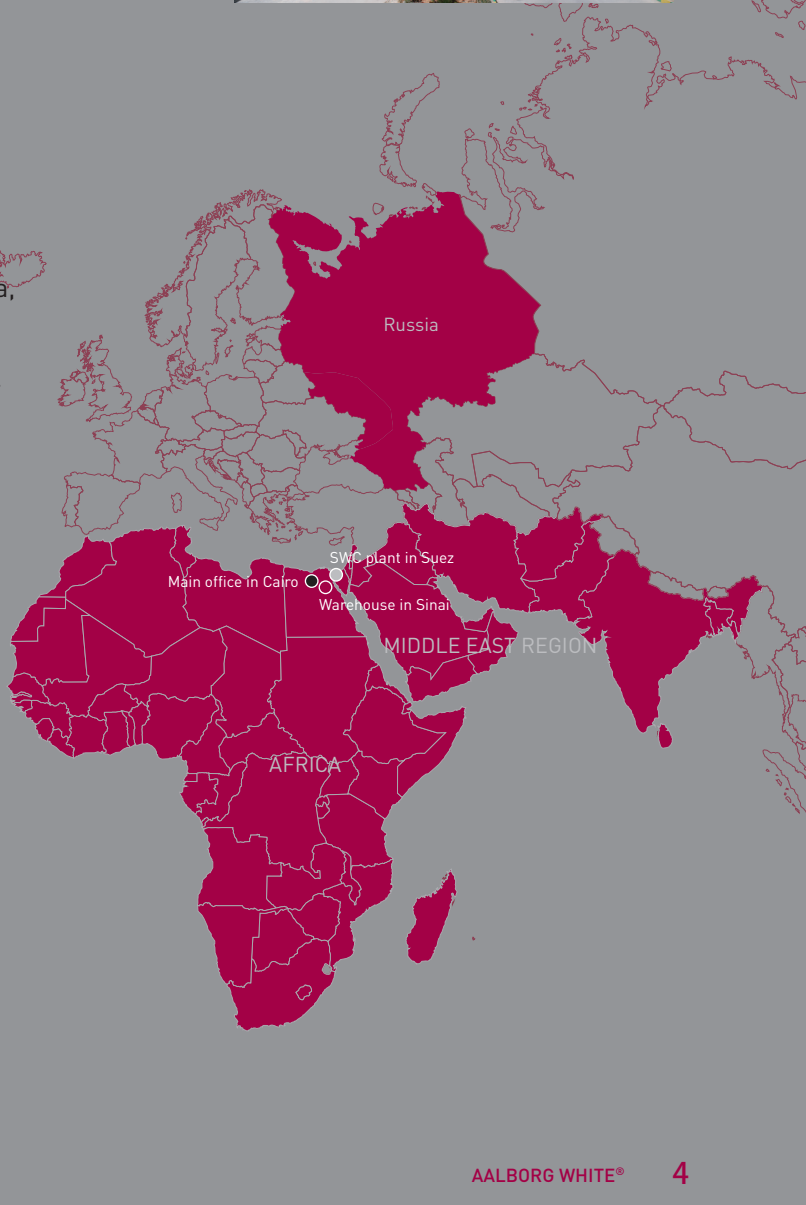 a,
Russia
SWC plant in Suez
Main office in Cairo
Warehouse in Sinai
MIDDLE EAST REGION
AFRICA
AALBORG WHITE® 4